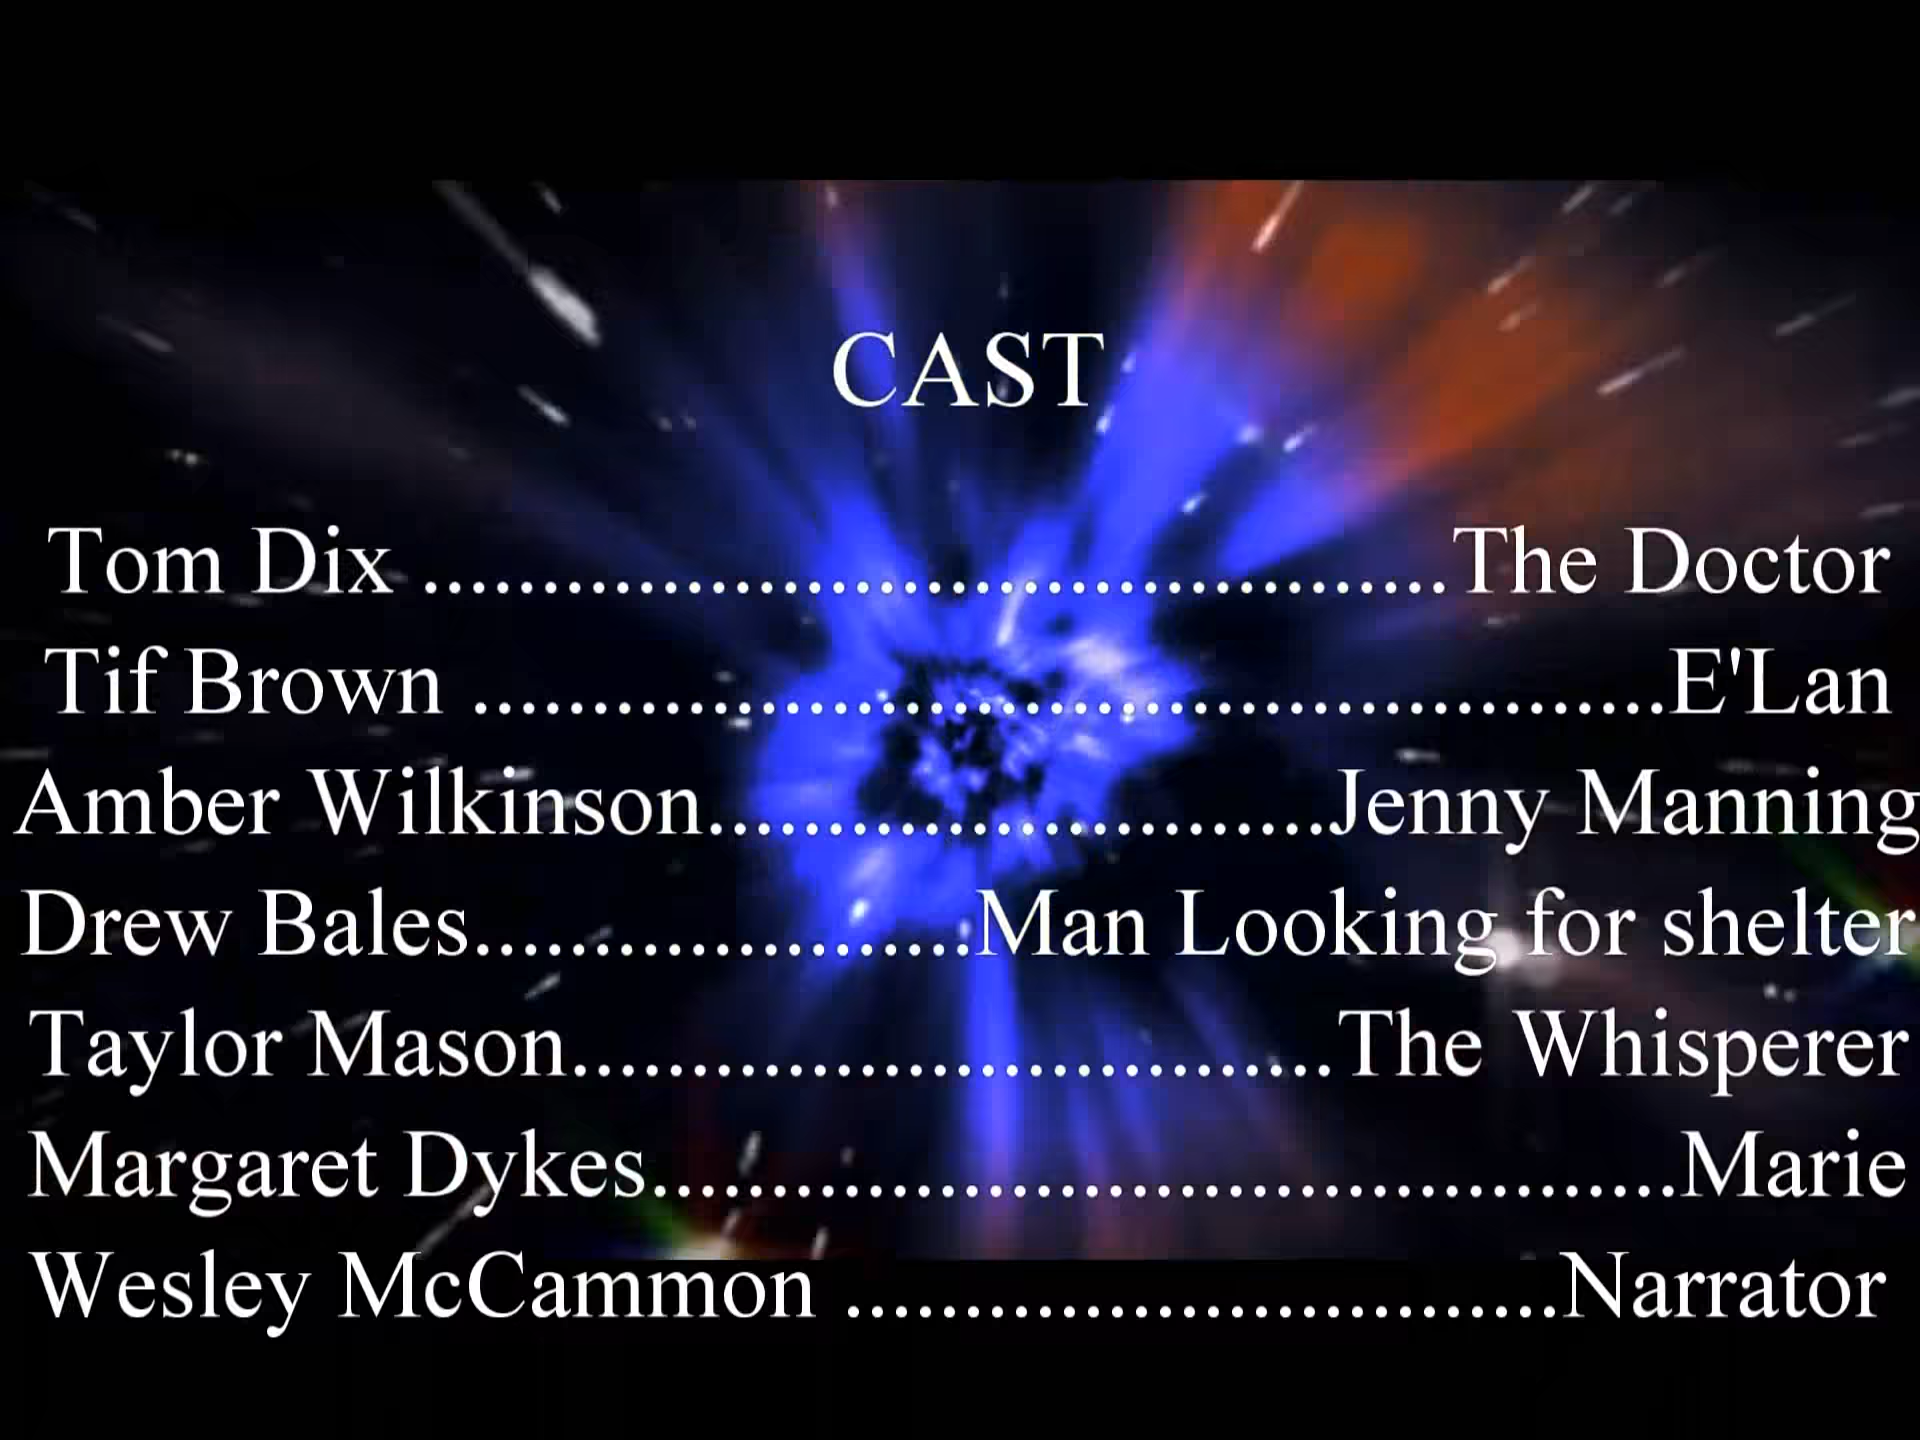 CAST
Tom Dix ...........................................The Doctor
Tif Brown ..................................................E'Lan
Amber Wilkinson..........................Jenny Manning
Drew Bales.....................Man Looking for shelter
Taylor Mason................................The Whisperer
Margaret Dykes...........................................Marie
Wesley McCammon ..............................Narrator